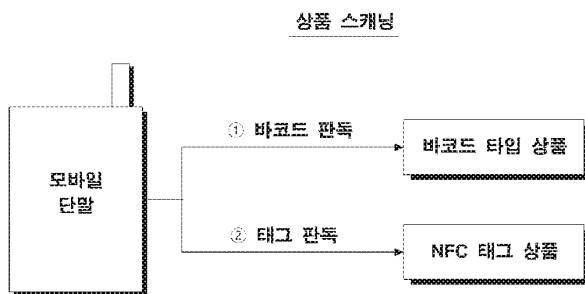 상품 스캐닝
① 바코드 판독
바코드 타입 상품
모바일
단말
② 태그 판독
NFC 태그 상품